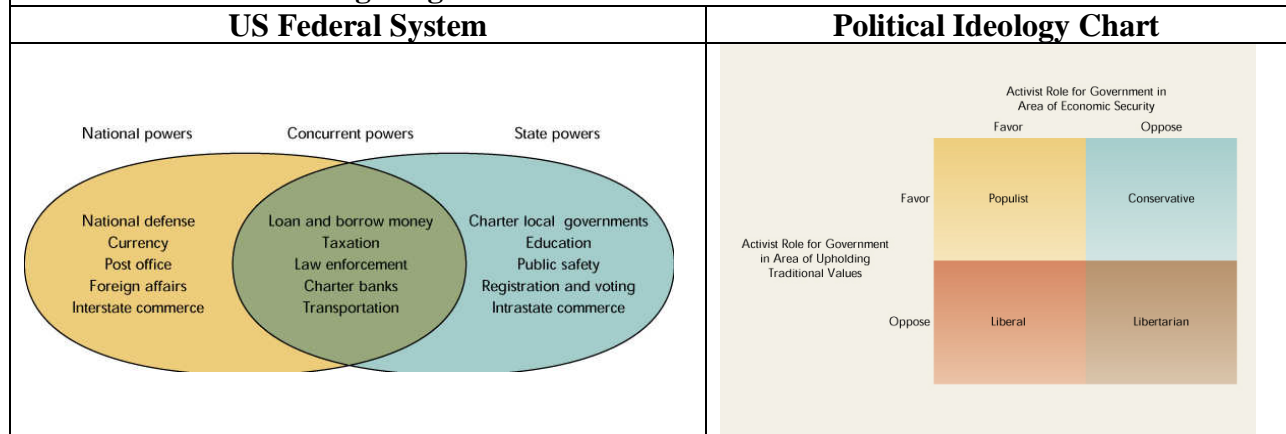 US Federal System
Political Ideology Chart
National powers
Concurrent powers
State powers
National defense
Currency
Post office
Foreign affairs
Interstate commerce
Loan and borrow money
Taxation
Law enforcement
Charter banks
Transportation
Charter local governments
Education
Public safety
Registration and voting
Intrastate commerce
Activist Role for Government in
Area of Economic Security
Favor
Oppose
Activist Role for Government
in Area of Upholding
Traditional Values
Favor
Populist
Conservative
Oppose
Liberal
Libertarian